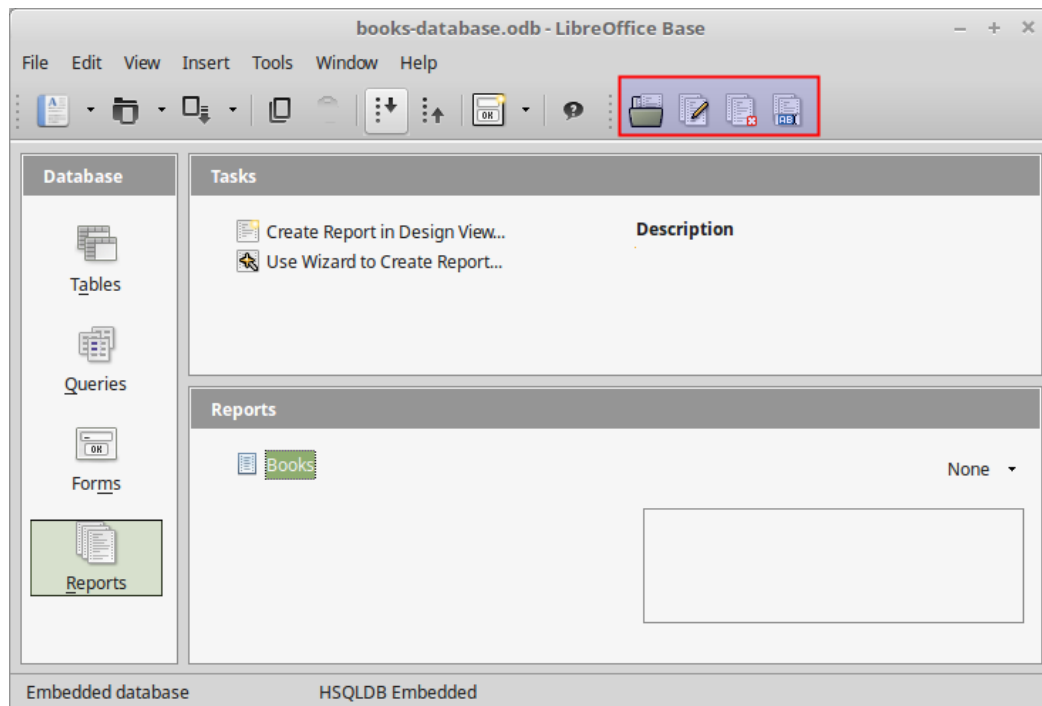 books-database.odb - LibreOffice Base
File Edit View Insert Tools Window Help
Database
Tables
Queries
Forms
Reports
Tasks
Create Report in Design View...
Use Wizard to Create Report...
Description
Reports
Books
None
Embedded database HSQLDB Embedded